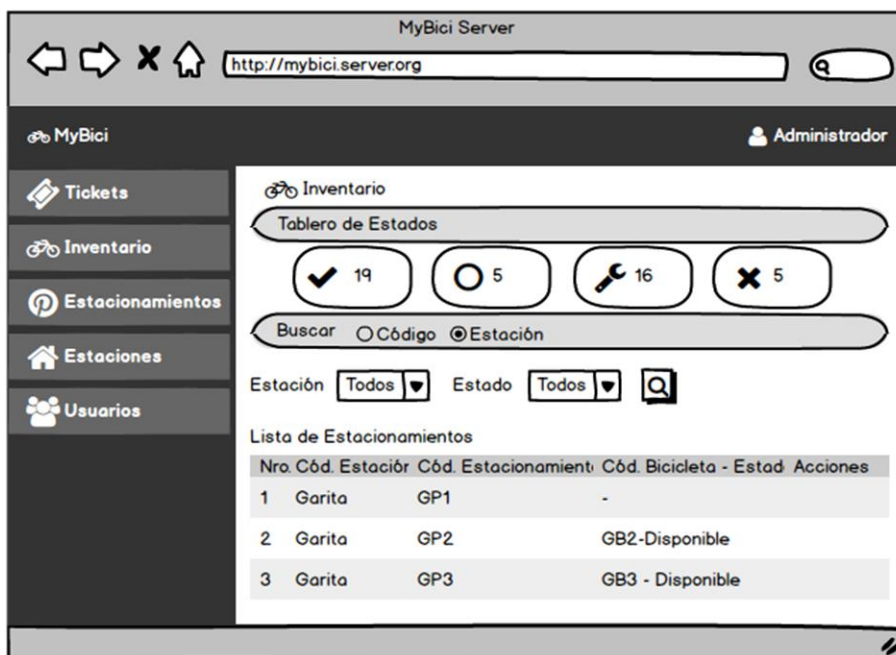 MyBici Server
http://mybici.server.org
MyBici
Administrador
Tickets
Inventario
Estacionamientos
Estaciones
Usuarios
Inventario
Tablero de Estados
19 5 16 5
Buscar Código Estación
Estación Todos Estado Todos
Lista de Estacionamientos
Nro. Cód. Estación Cód. Estacionamient Cód. Bicicleta - Estad Acciones
1 Garita GP1 -
2 Garita GP2 GB2-Disponible
3 Garita GP3 GB3 - Disponible